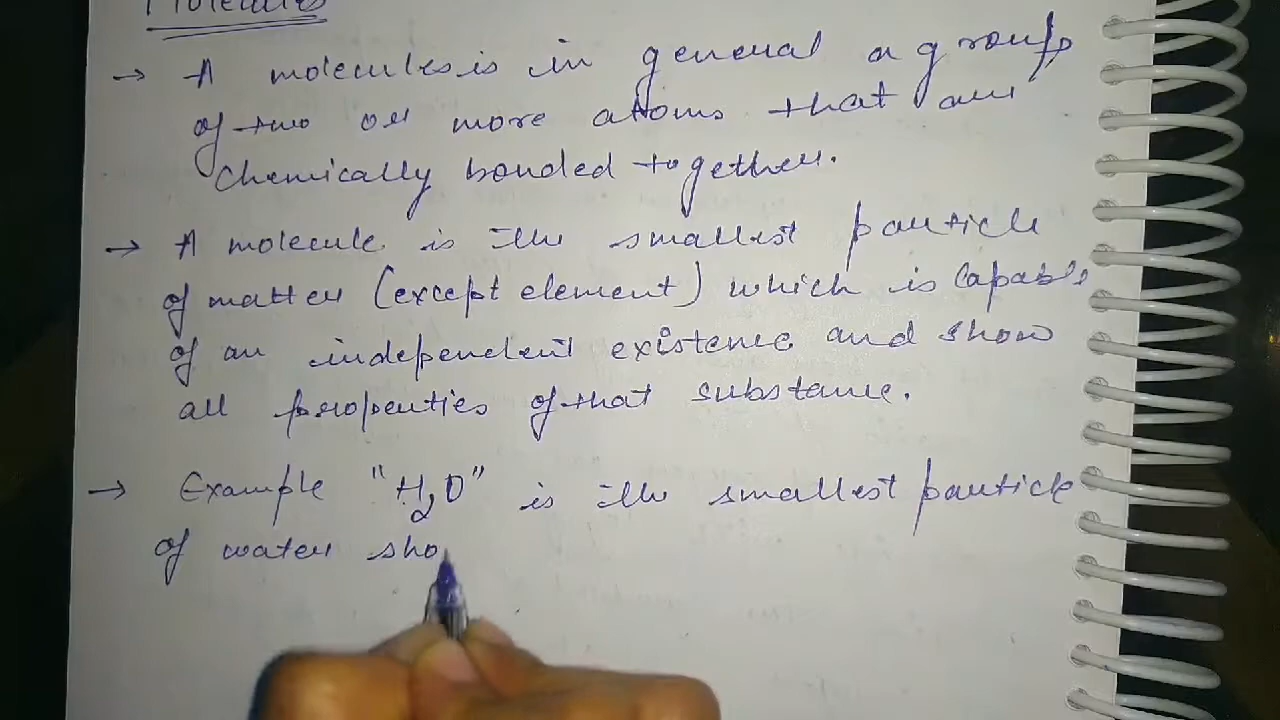 Molecules
→ A molecules is in general a group
of two or more atoms that are
chemically bonded together.
→ A molecule is the smallest particle
of matter (except element) which is capable
of an independent existence and show
all properties of that substance.
→ Example "H₂O" is the smallest particle
of water sho